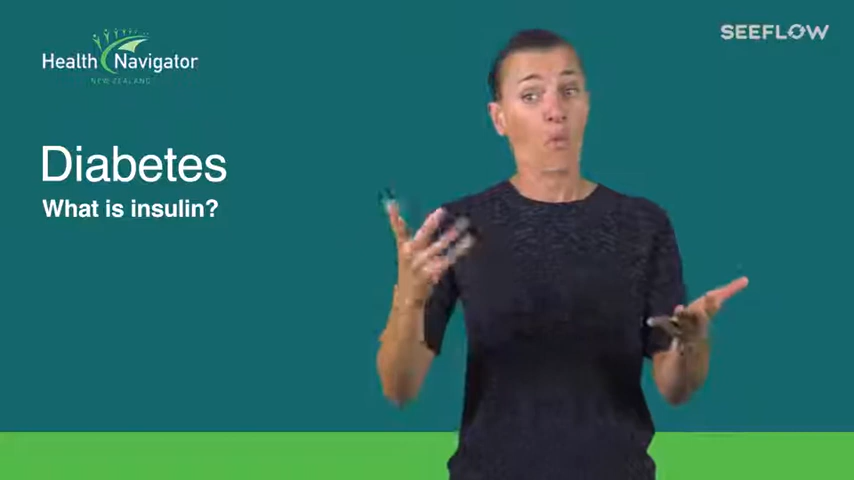 Health Navigator
NEW ZEALAND
SEEFLOW
Diabetes
What is insulin?